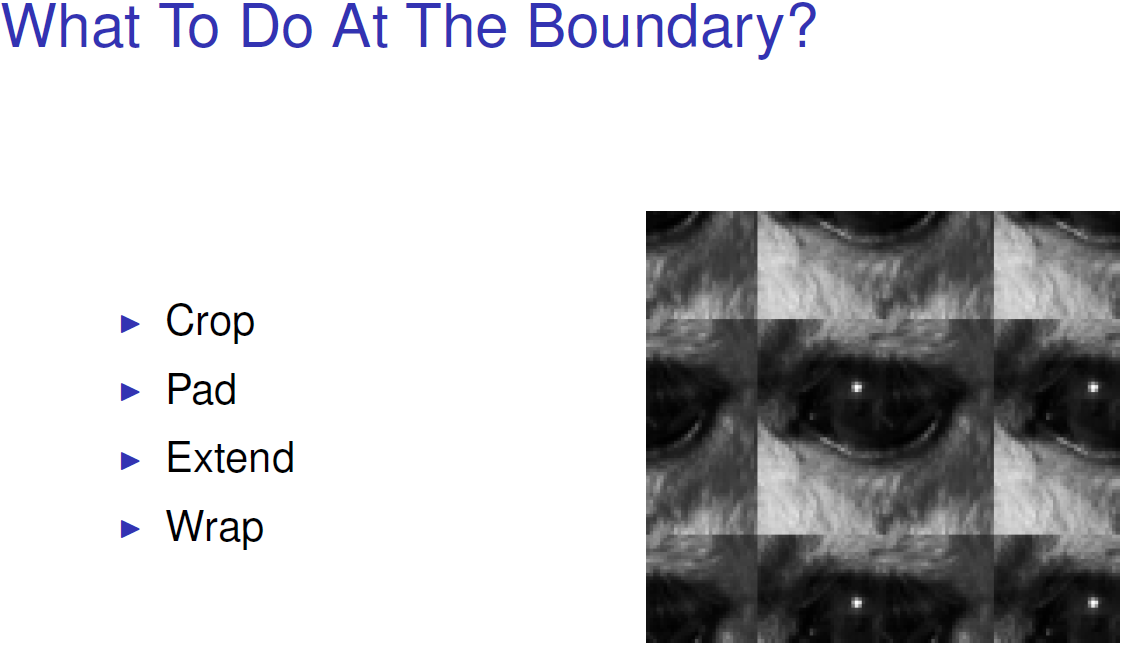 What To Do At The Boundary?
Crop
Pad
Extend
Wrap